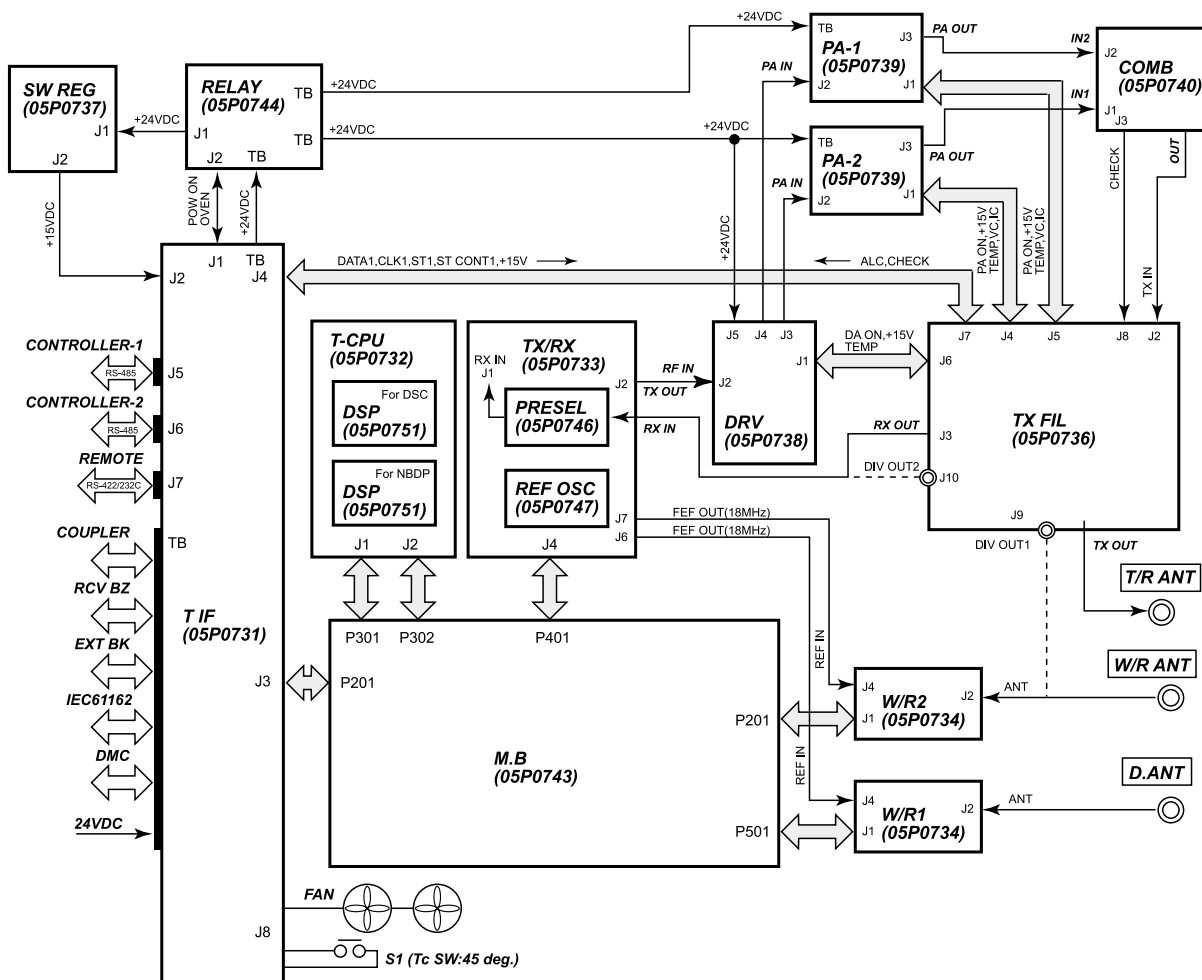 +24VDC
SW REG
(05P0737)
J1
J2
+24VDC
RELAY
(05P0744)
TB
TB
J1
J2
TB
+24VDC
+24VDC
+24VDC
TB
PA-1
(05P0739)
J3
J2
J1
PA OUT
PA IN
TB
PA-2
(05P0739)
J3
J2
J1
PA OUT
PA IN
IN2
IN1
J2
COMB
(05P0740)
J1
J3
CHECK
OUT
TX IN
+15VDC
POW ON
OVEN
+24VDC
+24VDC
PA ON,+15V
TEMP,VC,IC
PA ON,+15V
TEMP,VC,IC
DATA1,CLK1,ST1,ST CONT1,+15V
ALC,CHECK
J2
J1
TB
J4
CONTROLLER-1
RS-485
J5
CONTROLLER-2
RS-485
J6
REMOTE
RS-422/232C
J7
COUPLER
TB
RCV BZ
EXT BK
IEC61162
DMC
24VDC
T IF
(05P0731)
J3
J8
T-CPU
(05P0732)
For DSC
DSP
(05P0751)
For NBDP
DSP
(05P0751)
J1
J2
TX/RX
(05P0733)
RX IN
J1
J2
PRESEL
(05P0746)
REF OSC
(05P0747)
J7
J6
J4
RF IN
TX OUT
RX IN
J5
J4
J3
J1
J2
DRV
(05P0738)
DA ON,+15V
TEMP
J7
J4
J5
J8
J2
J6
TX FIL
(05P0736)
J3
J10
J9
RX OUT
DIV OUT2
FEF OUT(18MHz)
FEF OUT(18MHz)
DIV OUT1
TX OUT
T/R ANT
W/R ANT
D.ANT
P301
P302
P401
P201
M.B
(05P0743)
P201
P501
REF IN
REF IN
J4
W/R2
(05P0734)
J1
J2
ANT
J4
W/R1
(05P0734)
J1
J2
ANT
FAN
S1 (Tc SW:45 deg.)